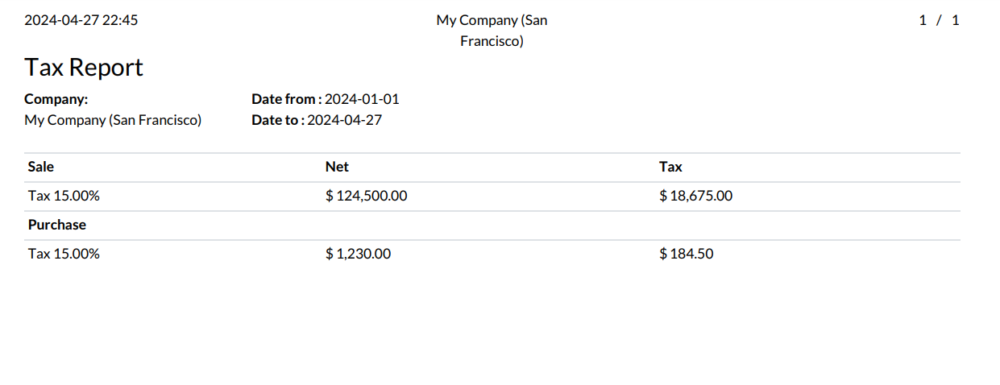 2024-04-27 22:45 My Company (San 1 / 1
Francisco)
Tax Report
Company: Date from : 2024-01-01
My Company (San Francisco) Date to : 2024-04-27
Sale Net Tax
Tax 15.00% $ 124,500.00 $ 18,675.00
Purchase
Tax 15.00% $ 1,230.00 $ 184.50